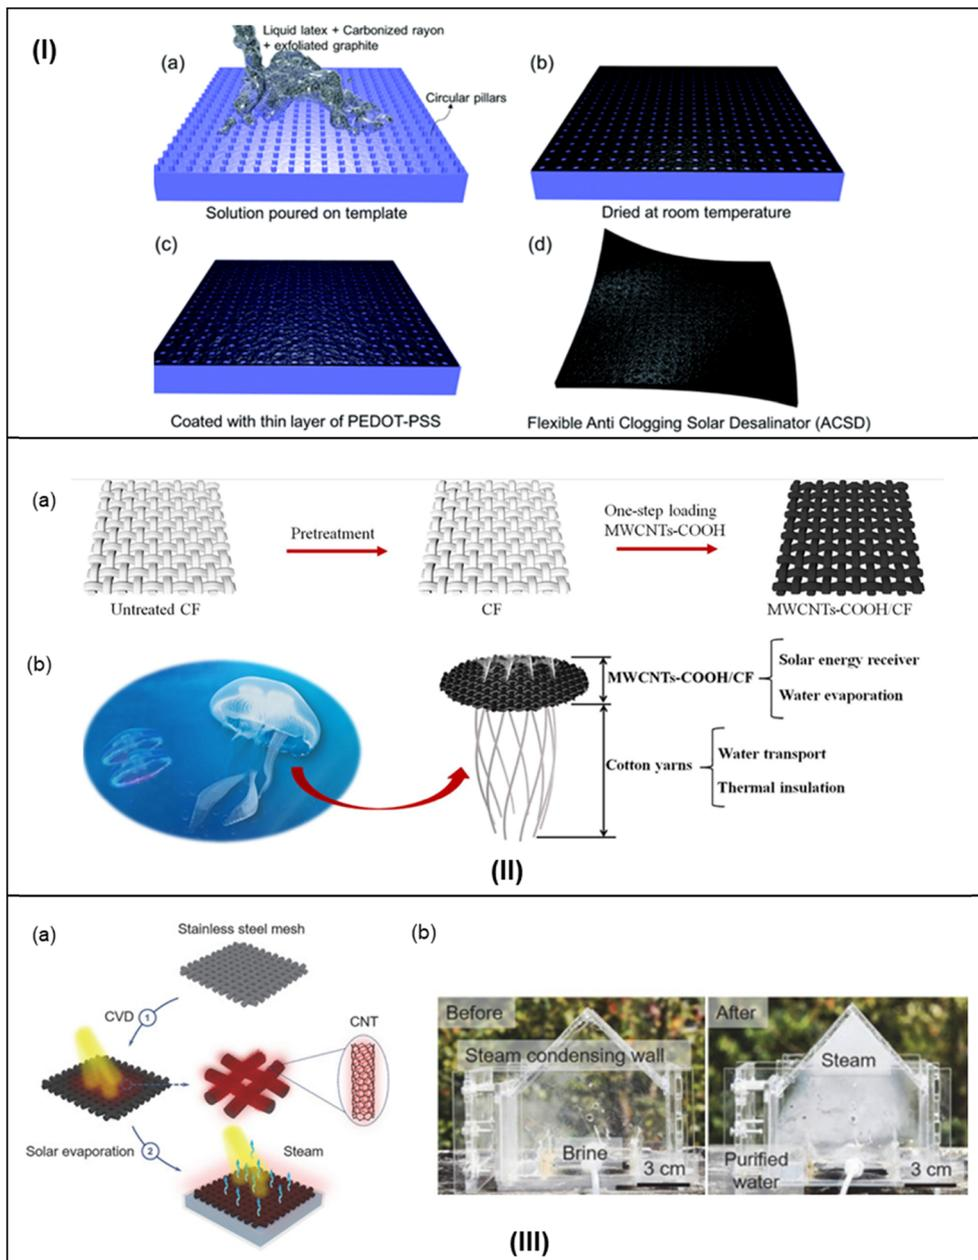 (I)
Liquid latex + Carbonized rayon
+ exfoliated graphite
(a)
Circular pillars
Solution poured on template
(b)
Dried at room temperature
(c)
Coated with thin layer of PEDOT-PSS
(d)
Flexible Anti Clogging Solar Desalinator (ACSD)
(a)
Untreated CF
Pretreatment
CF
One-step loading
MWCNTs-COOH
MWCNTs-COOH/CF
(b)
MWCNTs-COOH/CF
Solar energy receiver
Water evaporation
Cotton yarns
Water transport
Thermal insulation
(II)
(a)
Stainless steel mesh
CVD
1
CNT
Solar evaporation
2
Steam
(b)
Before
Steam condensing wall
Brine
3 cm
After
Steam
Purified
water
3 cm
(III)